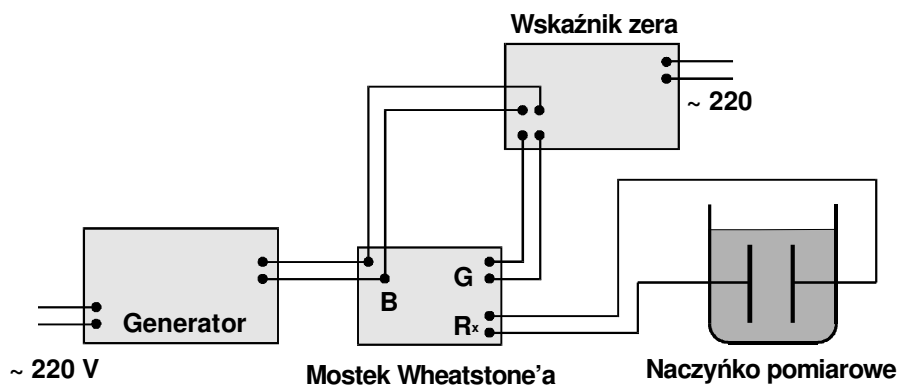 Wskaźnik zera
~ 220
B
G
Rx
Generator
~ 220 V
Mostek Wheatstone'a
Naczyńko pomiarowe